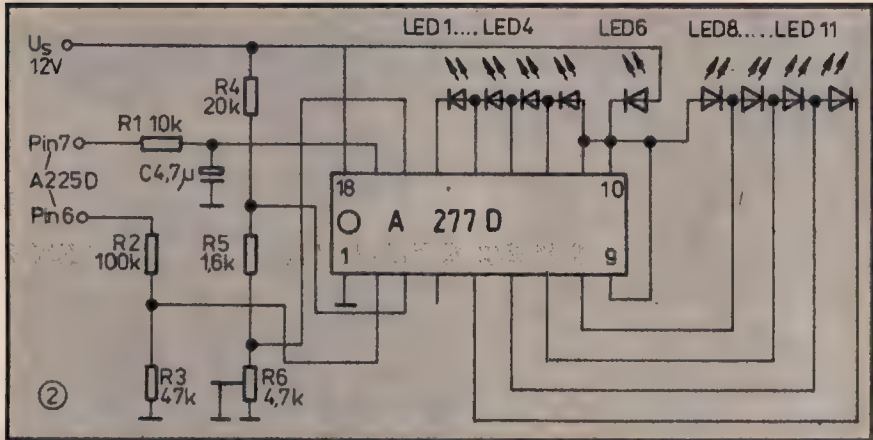 LED1.... LED4 LED6 LED8.....LED 11
Us
12V
R4
20k
R1 10k
Pin7
C4,7µ
A225D
Pin6
18 10
A 277 D
1 9
R2
100k
R5
1,6k
R3
47k
R6
4,7k
2